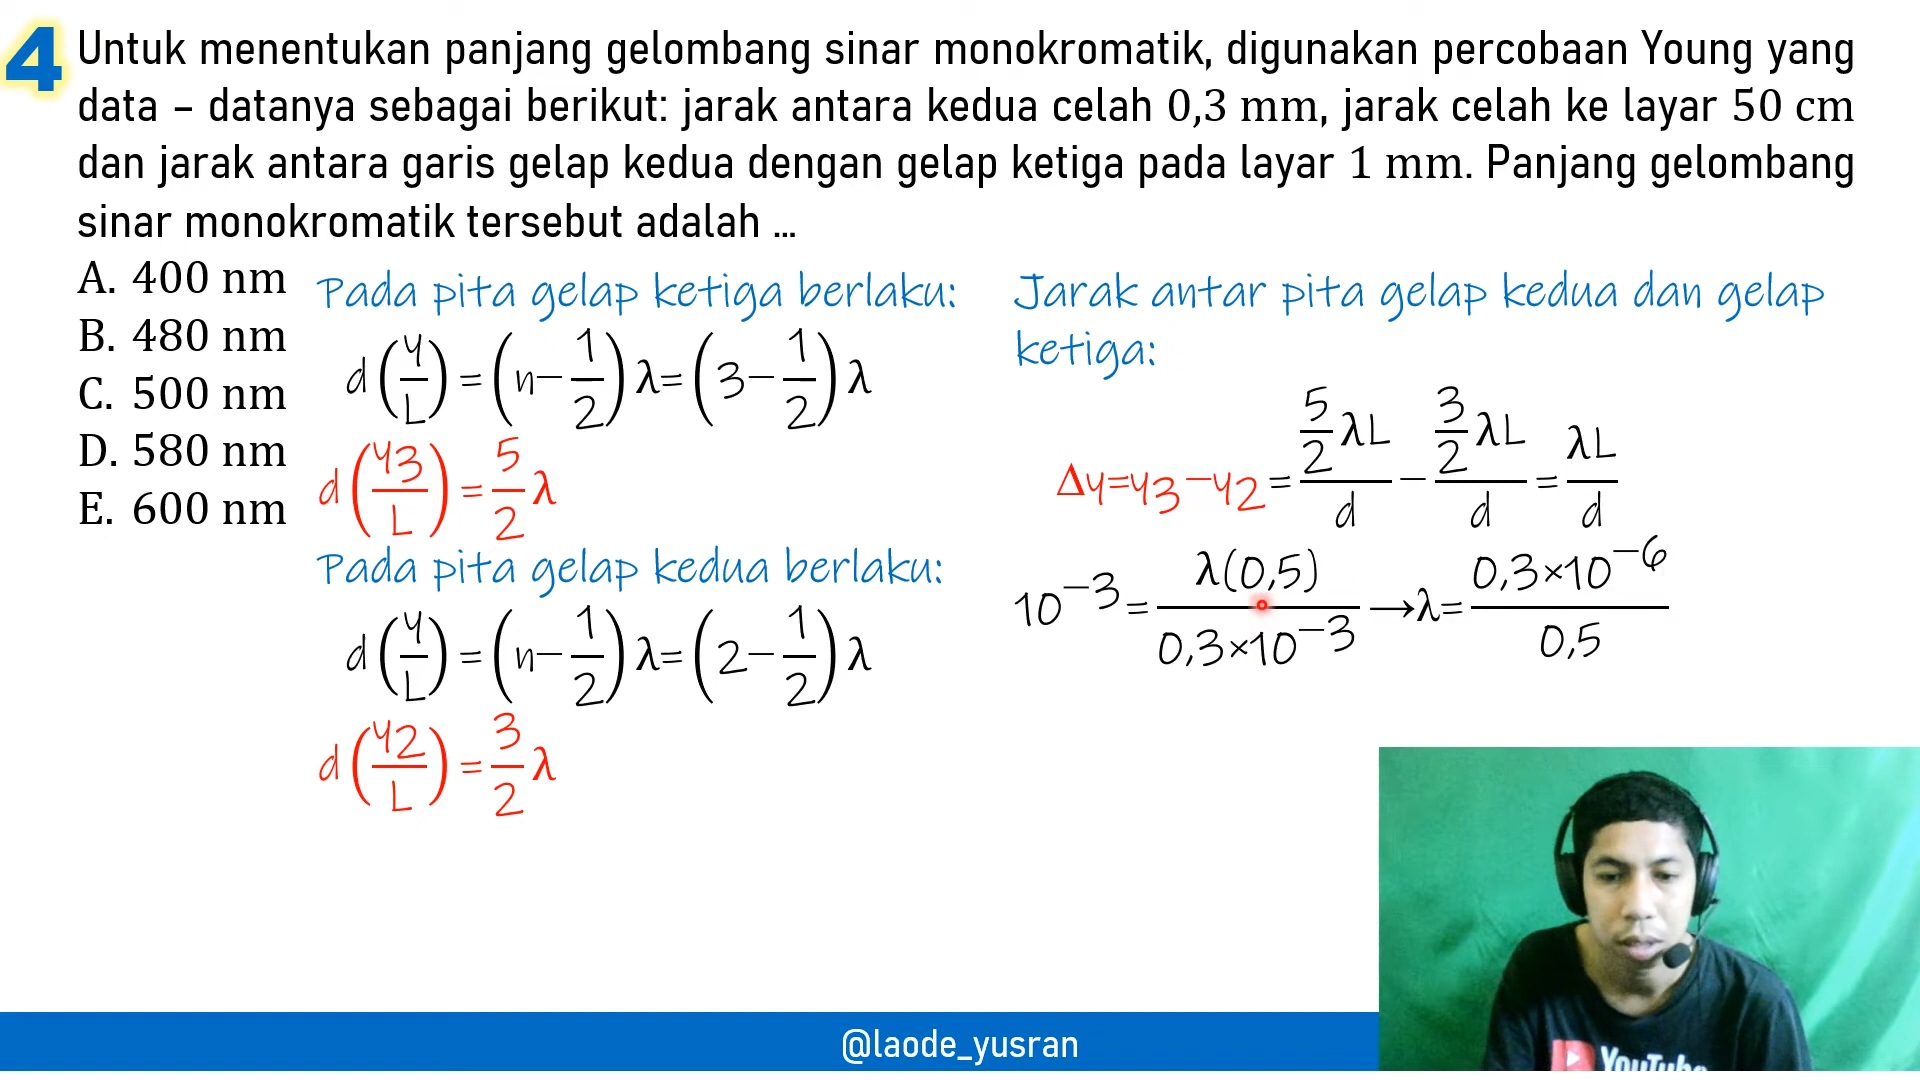 4
Untuk menentukan panjang gelombang sinar monokromatik, digunakan percobaan Young yang
data – datanya sebagai berikut: jarak antara kedua celah 0,3 mm, jarak celah ke layar 50 cm
dan jarak antara garis gelap kedua dengan gelap ketiga pada layar 1 mm. Panjang gelombang
sinar monokromatik tersebut adalah ...
A. 400 nm
B. 480 nm
C. 500 nm
D. 580 nm
E. 600 nm
Pada pita gelap ketiga berlaku:
d(y/L) = (n−1/2)λ=(3−1/2)λ
d(y3/L) = 5/2 λ
Pada pita gelap kedua berlaku:
d(y/L) = (n−1/2)λ=(2−1/2)λ
d(y2/L) = 3/2 λ
Jarak antar pita gelap kedua dan gelap
ketiga:
Δy=y3−y2 = (5/2 λL)/d − (3/2 λL)/d = λL/d
10^−3 = λ(0,5)/(0,3×10^−3) →λ= (0,3×10^−6)/(0,5)
@laode_yusran
YouTube